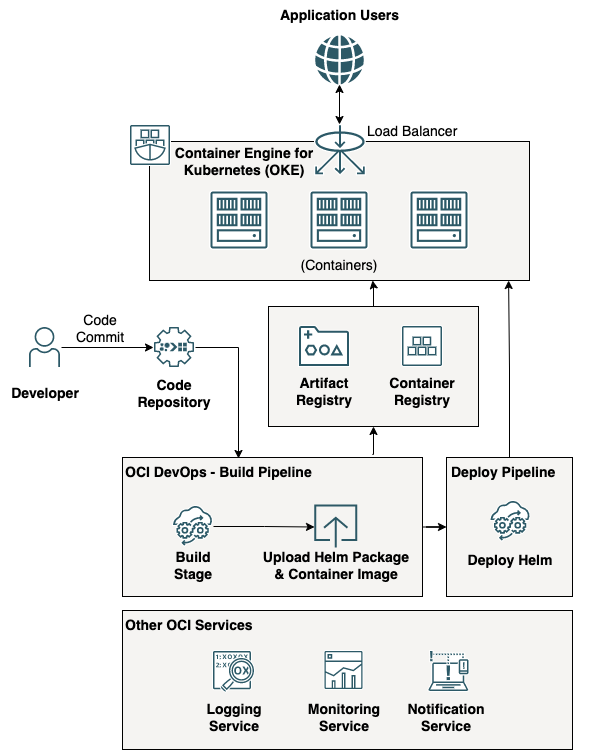 Application Users
Load Balancer
Container Engine for
Kubernetes (OKE)
(Containers)
Code
Commit
Developer
Code
Repository
Artifact
Registry
Container
Registry
OCI DevOps - Build Pipeline
Build
Stage
Upload Helm Package
& Container Image
Deploy Pipeline
Deploy Helm
Other OCI Services
1:XOXOX
2:X
OX
Logging
Service
Monitoring
Service
Notification
Service